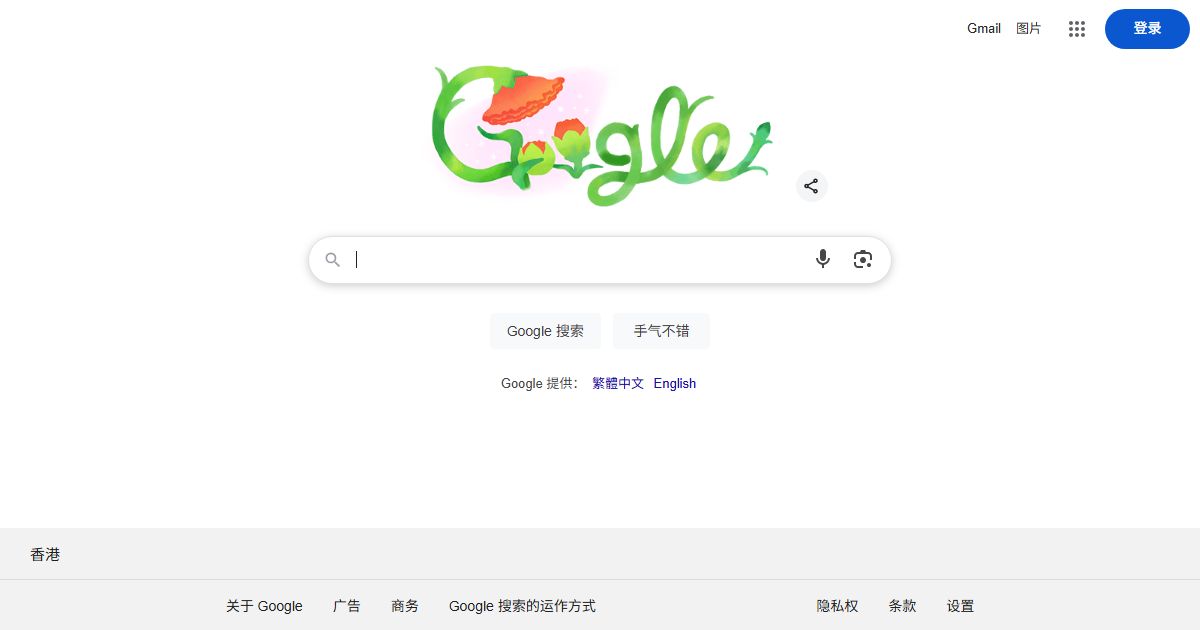 Gmail 图片 登录
Google
Google 搜索 手气不错
Google 提供： 繁體中文 English
香港
关于 Google 广告 商务 Google 搜索的运作方式 隐私权 条款 设置